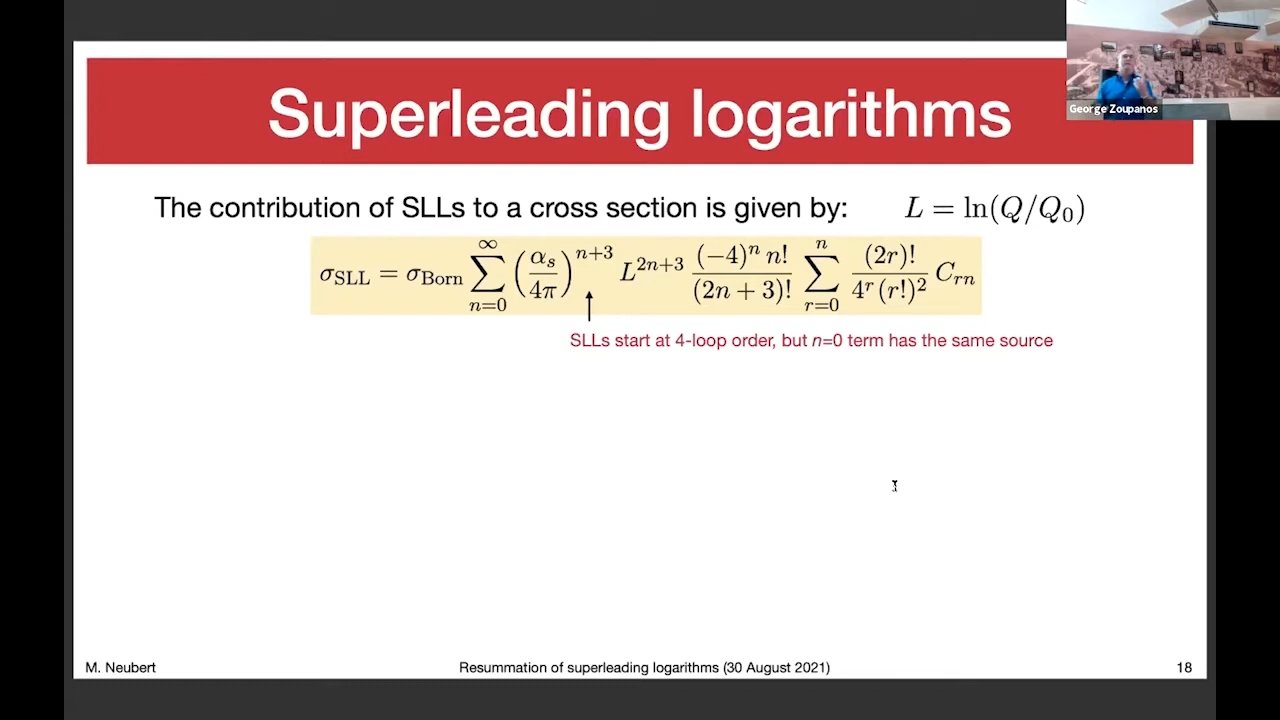 Superleading logarithms
George Zoupanos
The contribution of SLLs to a cross section is given by: L = ln(Q/Q₀)
σ_SLL = σ_Born ∑_{n=0}^{∞} (α_s/4π)^{n+3} L^{2n+3} (−4)^n n!/(2n + 3)! ∑_{r=0}^{n} (2r)!/(4^r (r!)^2) C_{rn}
SLLs start at 4-loop order, but n=0 term has the same source
M. Neubert
Resummation of superleading logarithms (30 August 2021)
18